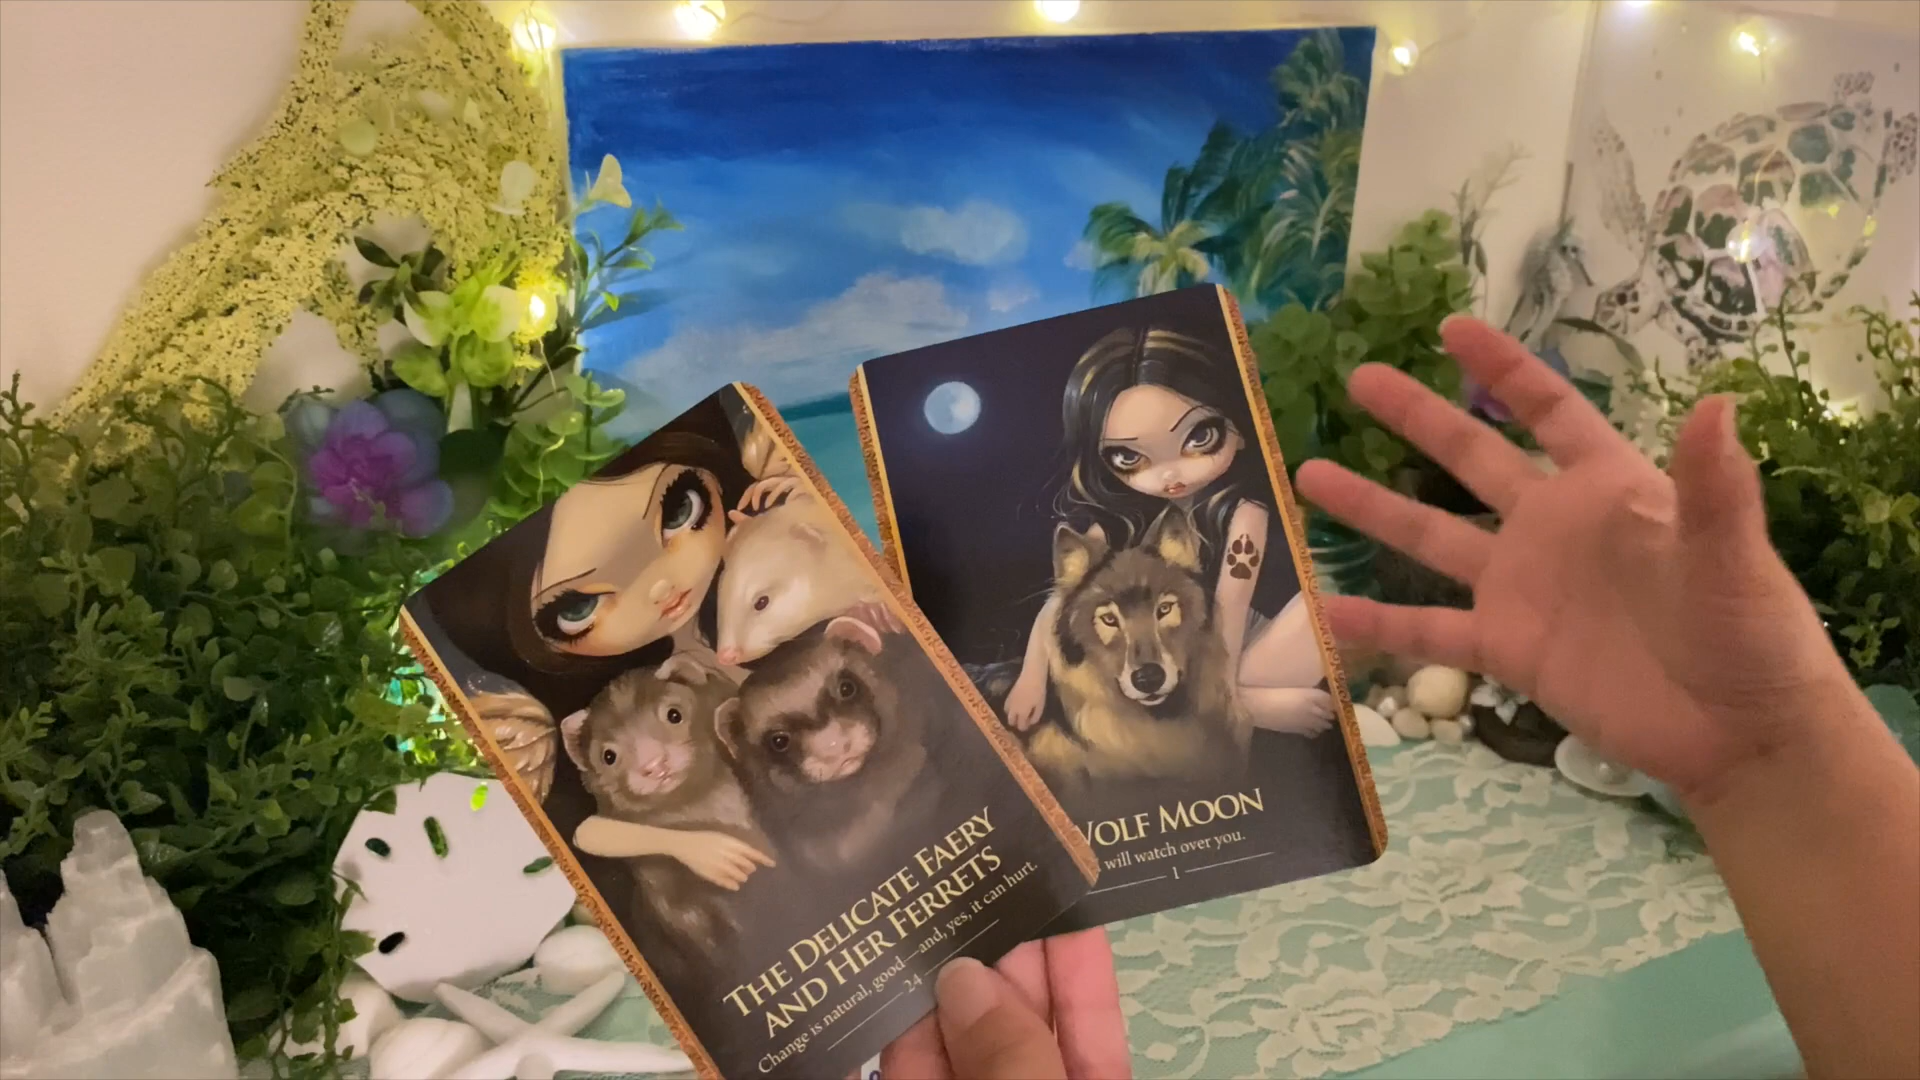 THE DELICATE FAERY
AND HER FERRETS
Change is natural, good—and, yes, it can hurt.
24
WOLF MOON
will watch over you.
1